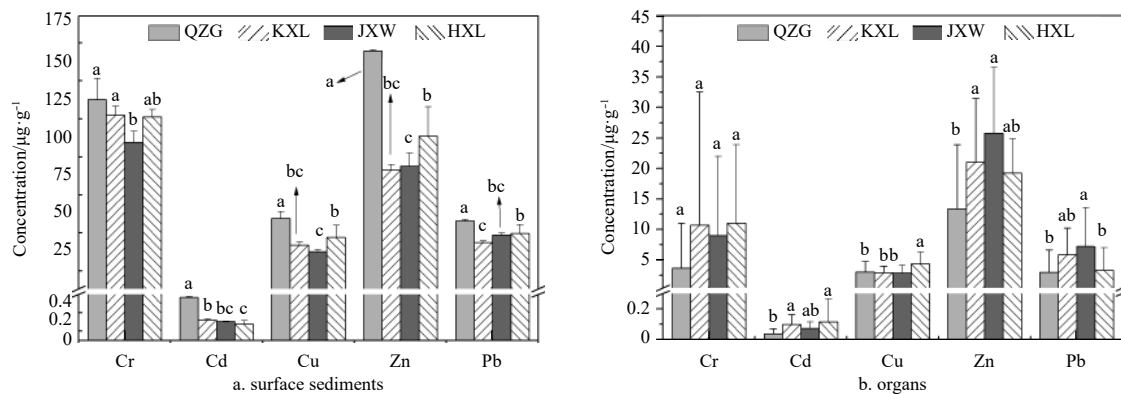 175
150
125
100
75
50
25
0.4
0.2
0
Concentration/μg·g⁻¹
QZG KXL JXW HXL
a a b ab
a b bc c
a bc c b
a bc c b
a c bc b
Cr Cd Cu Zn Pb
a. surface sediments
45
40
35
30
25
20
15
10
5
0.2
0
Concentration/μg·g⁻¹
QZG KXL JXW HXL
a a a a
b a ab a
b bb a
b a a ab
b ab a b
Cr Cd Cu Zn Pb
b. organs